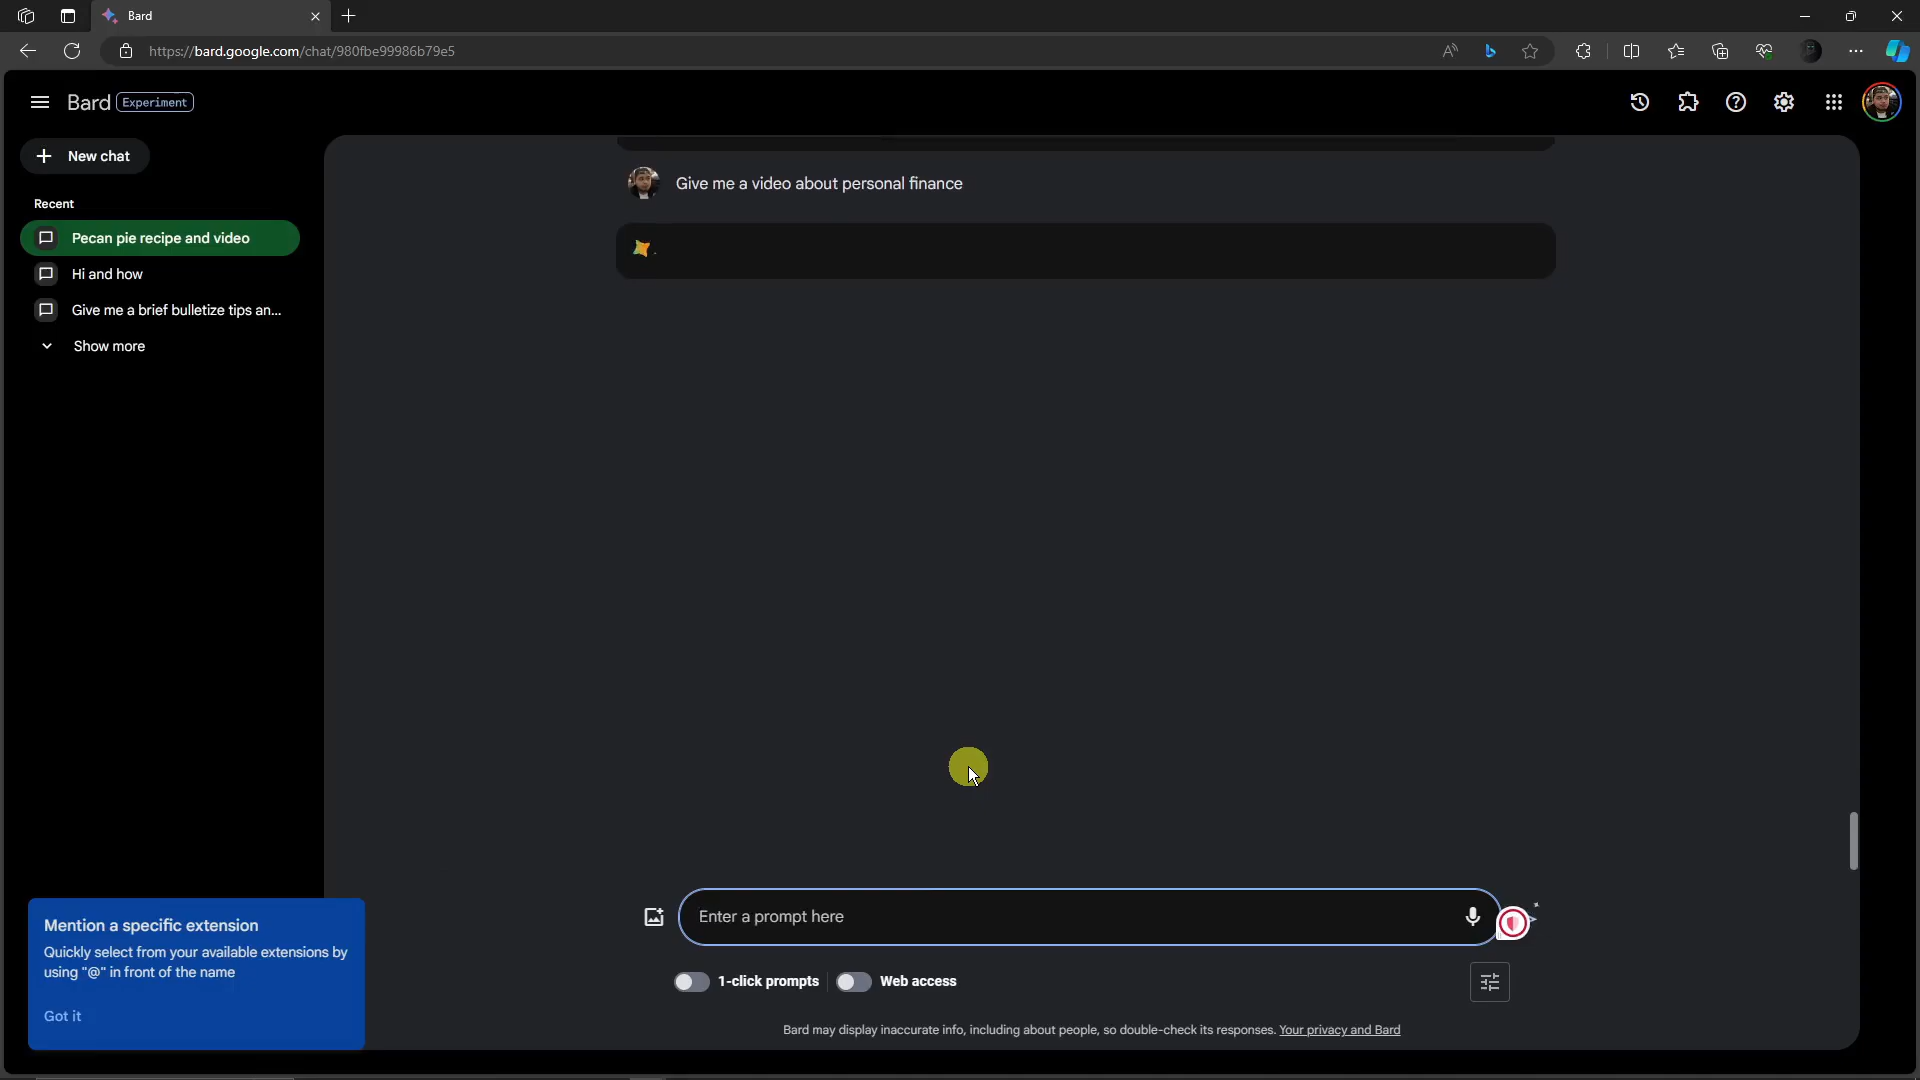 Bard
https://bard.google.com/chat/980fbe99986b79e5
Bard Experiment
New chat
Recent
Pecan pie recipe and video
Hi and how
Give me a brief bulletize tips an...
Show more
Give me a video about personal finance
Mention a specific extension
Quickly select from your available extensions by
using "@" in front of the name
Got it
Enter a prompt here
1-click prompts
Web access
Bard may display inaccurate info, including about people, so double-check its responses. Your privacy and Bard